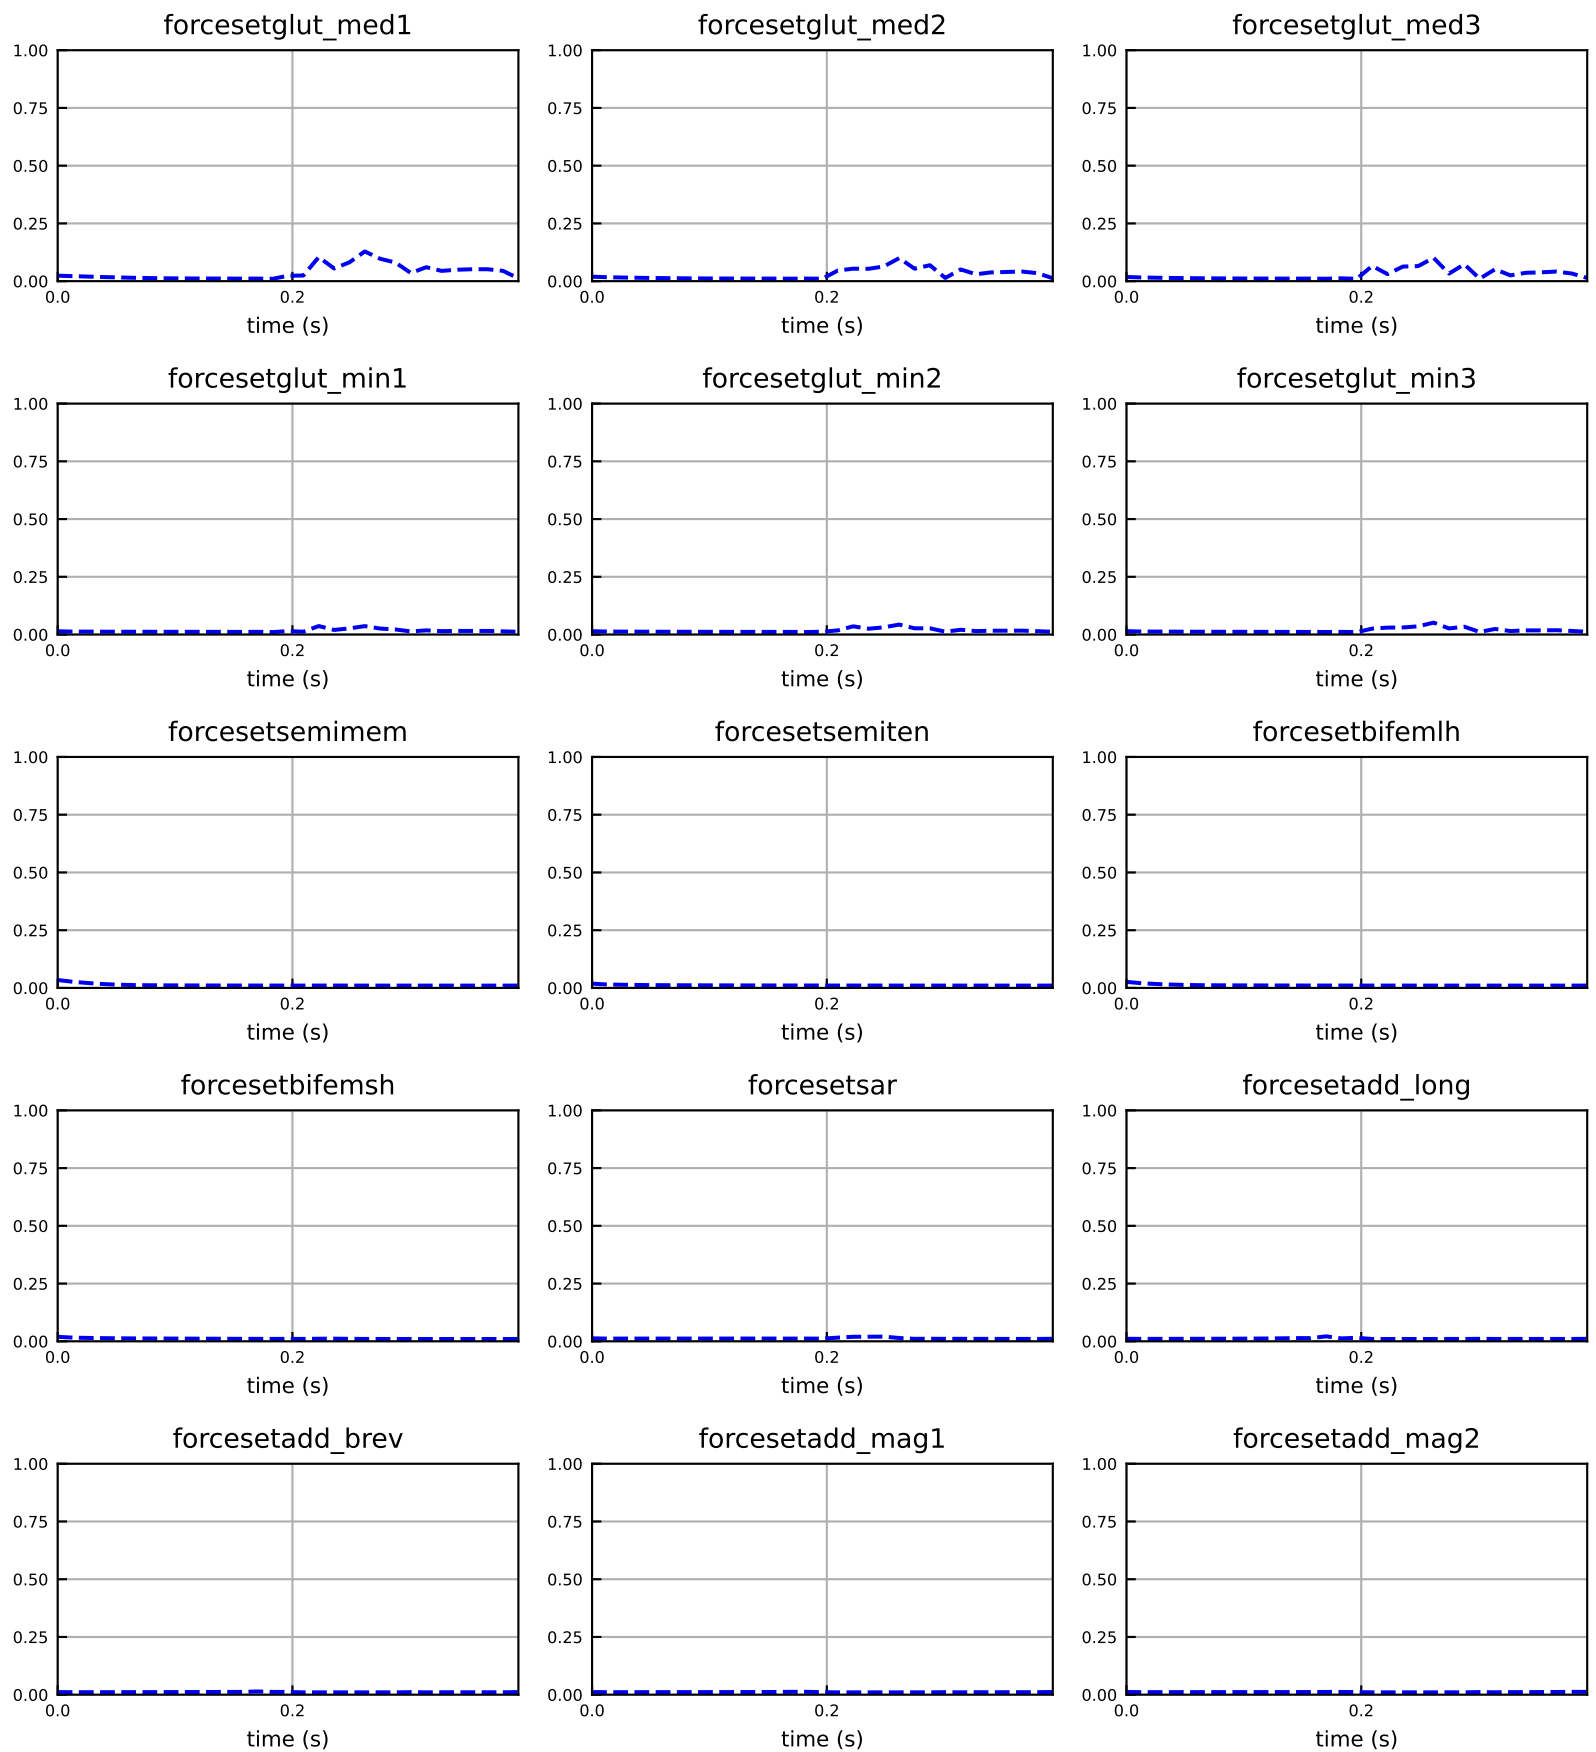 forcesetglut_med1 forcesetglut_med2 forcesetglut_med3
1.00 1.00 1.00
0.75 0.75 0.75
0.50 0.50 0.50
0.25 0.25 0.25
0.00 0.00 0.00
0.0 0.2 0.0 0.2 0.0 0.2
time (s) time (s) time (s)
forcesetglut_min1 forcesetglut_min2 forcesetglut_min3
1.00 1.00 1.00
0.75 0.75 0.75
0.50 0.50 0.50
0.25 0.25 0.25
0.00 0.00 0.00
0.0 0.2 0.0 0.2 0.0 0.2
time (s) time (s) time (s)
forcesetsemimem forcesetsemiten forcesetbifemlh
1.00 1.00 1.00
0.75 0.75 0.75
0.50 0.50 0.50
0.25 0.25 0.25
0.00 0.00 0.00
0.0 0.2 0.0 0.2 0.0 0.2
time (s) time (s) time (s)
forcesetbifemsh forcesetsar forcesetadd_long
1.00 1.00 1.00
0.75 0.75 0.75
0.50 0.50 0.50
0.25 0.25 0.25
0.00 0.00 0.00
0.0 0.2 0.0 0.2 0.0 0.2
time (s) time (s) time (s)
forcesetadd_brev forcesetadd_mag1 forcesetadd_mag2
1.00 1.00 1.00
0.75 0.75 0.75
0.50 0.50 0.50
0.25 0.25 0.25
0.00 0.00 0.00
0.0 0.2 0.0 0.2 0.0 0.2
time (s) time (s) time (s)